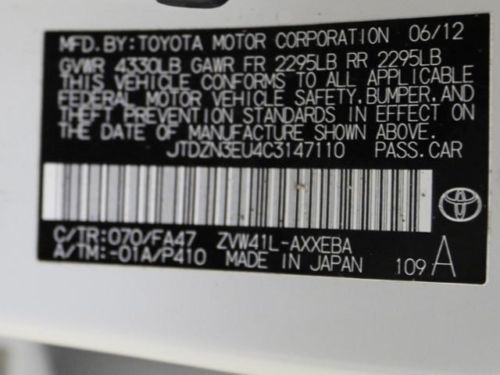 MFD.BY:TOYOTA MOTOR CORPORATION 06/12
GVWR 4330LB GAWR FR 2295LB RR 2295LB
THIS VEHICLE CONFORMS TO ALL APPLICABLE
FEDERAL MOTOR VEHICLE SAFETY, BUMPER, AND
THEFT PREVENTION STANDARDS IN EFFECT ON
THE DATE OF MANUFACTURE SHOWN ABOVE.
JTDZN3EU4C3147110 PASS.CAR
C/TR:070/FA47 ZVW41L-AXXEBA
A/TM:-01A/P410 MADE IN JAPAN 109 A